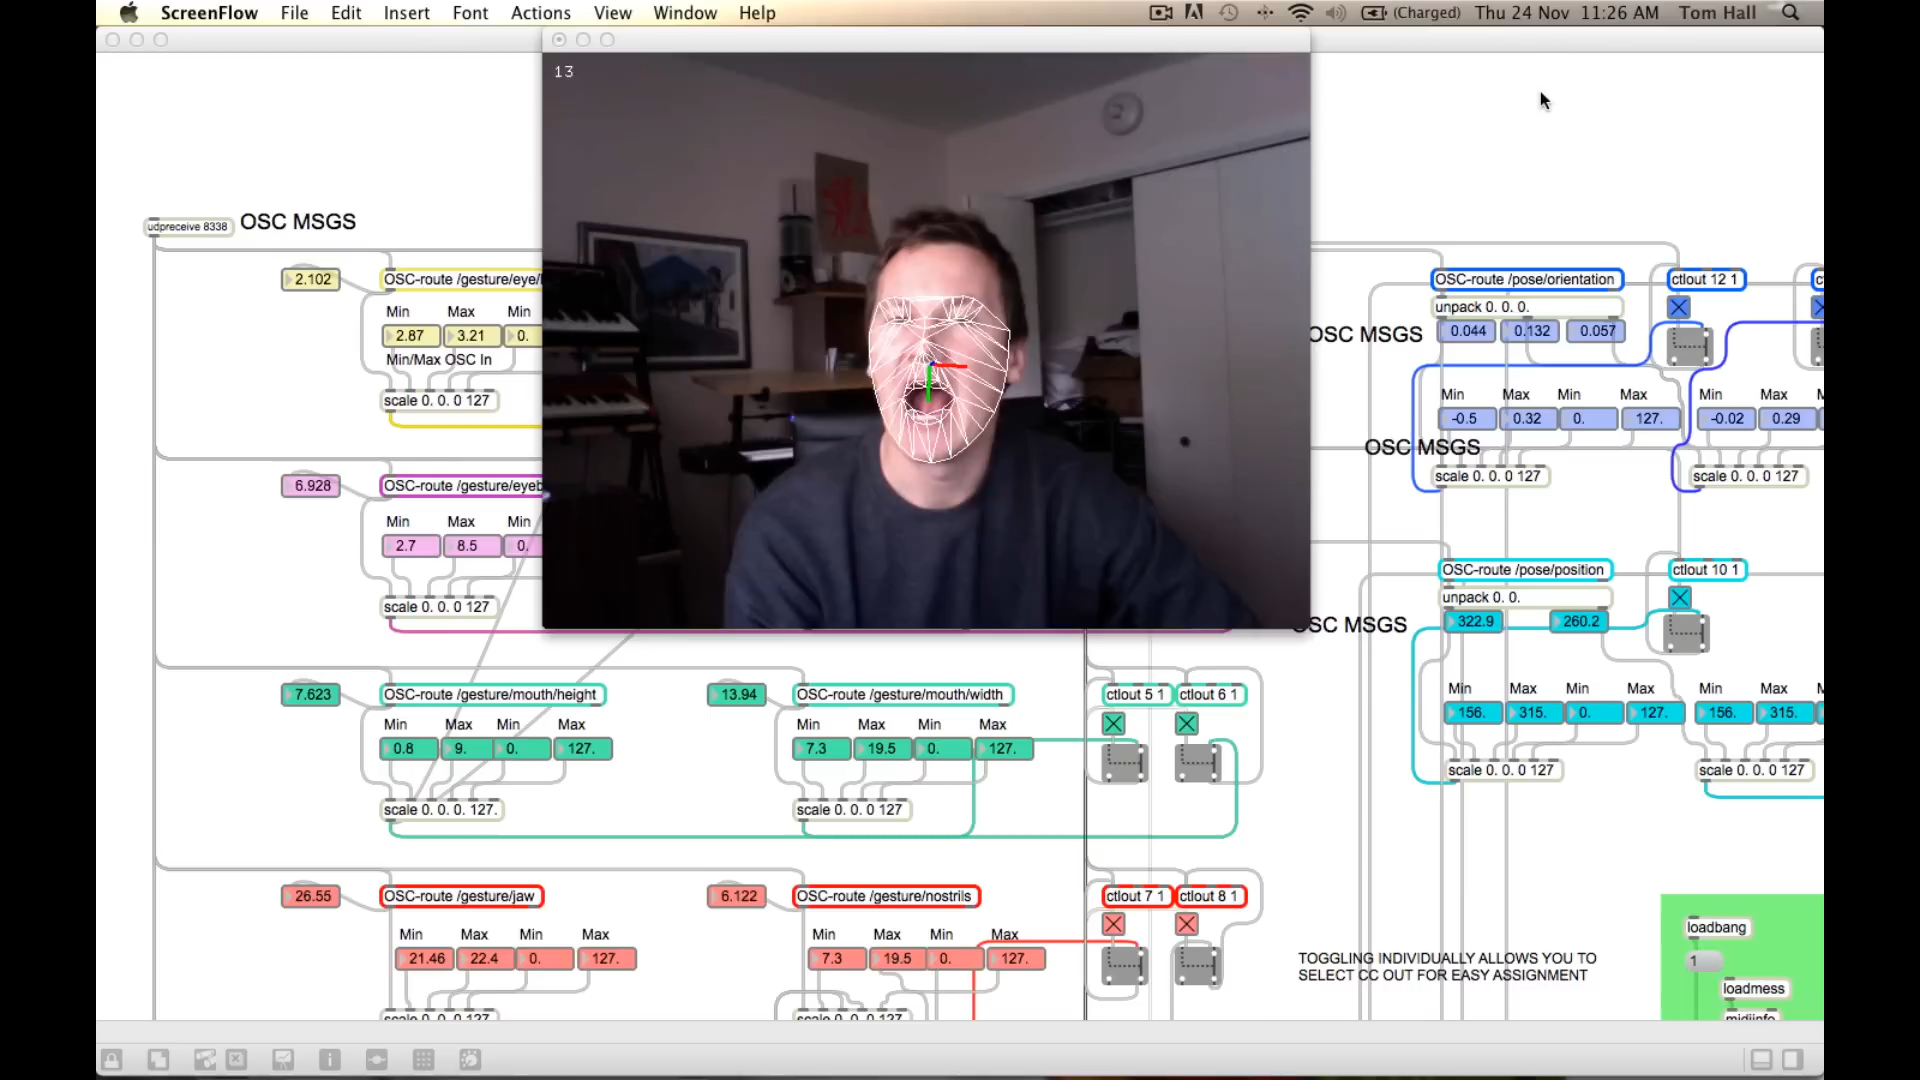 ScreenFlow File Edit Insert Font Actions View Window Help (Charged) Thu 24 Nov 11:26 AM Tom Hall
13
udpreceive 8338 OSC MSGS
2.102 OSC-route /gesture/eye/
Min Max Min
2.87 3.21 0.
Min/Max OSC In
scale 0. 0. 0 127
6.928 OSC-route /gesture/eyeb
Min Max Min
2.7 8.5 0.
scale 0. 0. 0 127
OSC-route /pose/orientation ctlout 12 1
unpack 0. 0. 0.
OSC MSGS 0.044 0.132 0.057
Min Max Min Max Min Max
-0.5 0.32 0. 127. -0.02 0.29
OSC MSGS
scale 0. 0. 0 127 scale 0. 0. 0 127
OSC-route /pose/position ctlout 10 1
unpack 0. 0.
OSC MSGS 322.9 260.2
Min Max Min Max Min Max
156. 315. 0. 127. 156. 315.
scale 0. 0. 0 127 scale 0. 0. 0 127
7.623 OSC-route /gesture/mouth/height 13.94 OSC-route /gesture/mouth/width ctlout 5 1 ctlout 6 1
Min Max Min Max Min Max Min Max
0.8 9. 0. 127. 7.3 19.5 0. 127.
scale 0. 0. 0. 127. scale 0. 0. 0 127
26.55 OSC-route /gesture/jaw 6.122 OSC-route /gesture/nostrils ctlout 7 1 ctlout 8 1
Min Max Min Max Min Max Min Max
21.46 22.4 0. 127. 7.3 19.5 0. 127.
scale 0. 0. 0 127 scale 0. 0. 0 127
TOGGLING INDIVIDUALLY ALLOWS YOU TO
SELECT CC OUT FOR EASY ASSIGNMENT
loadbang
1
loadmess
midiinfo